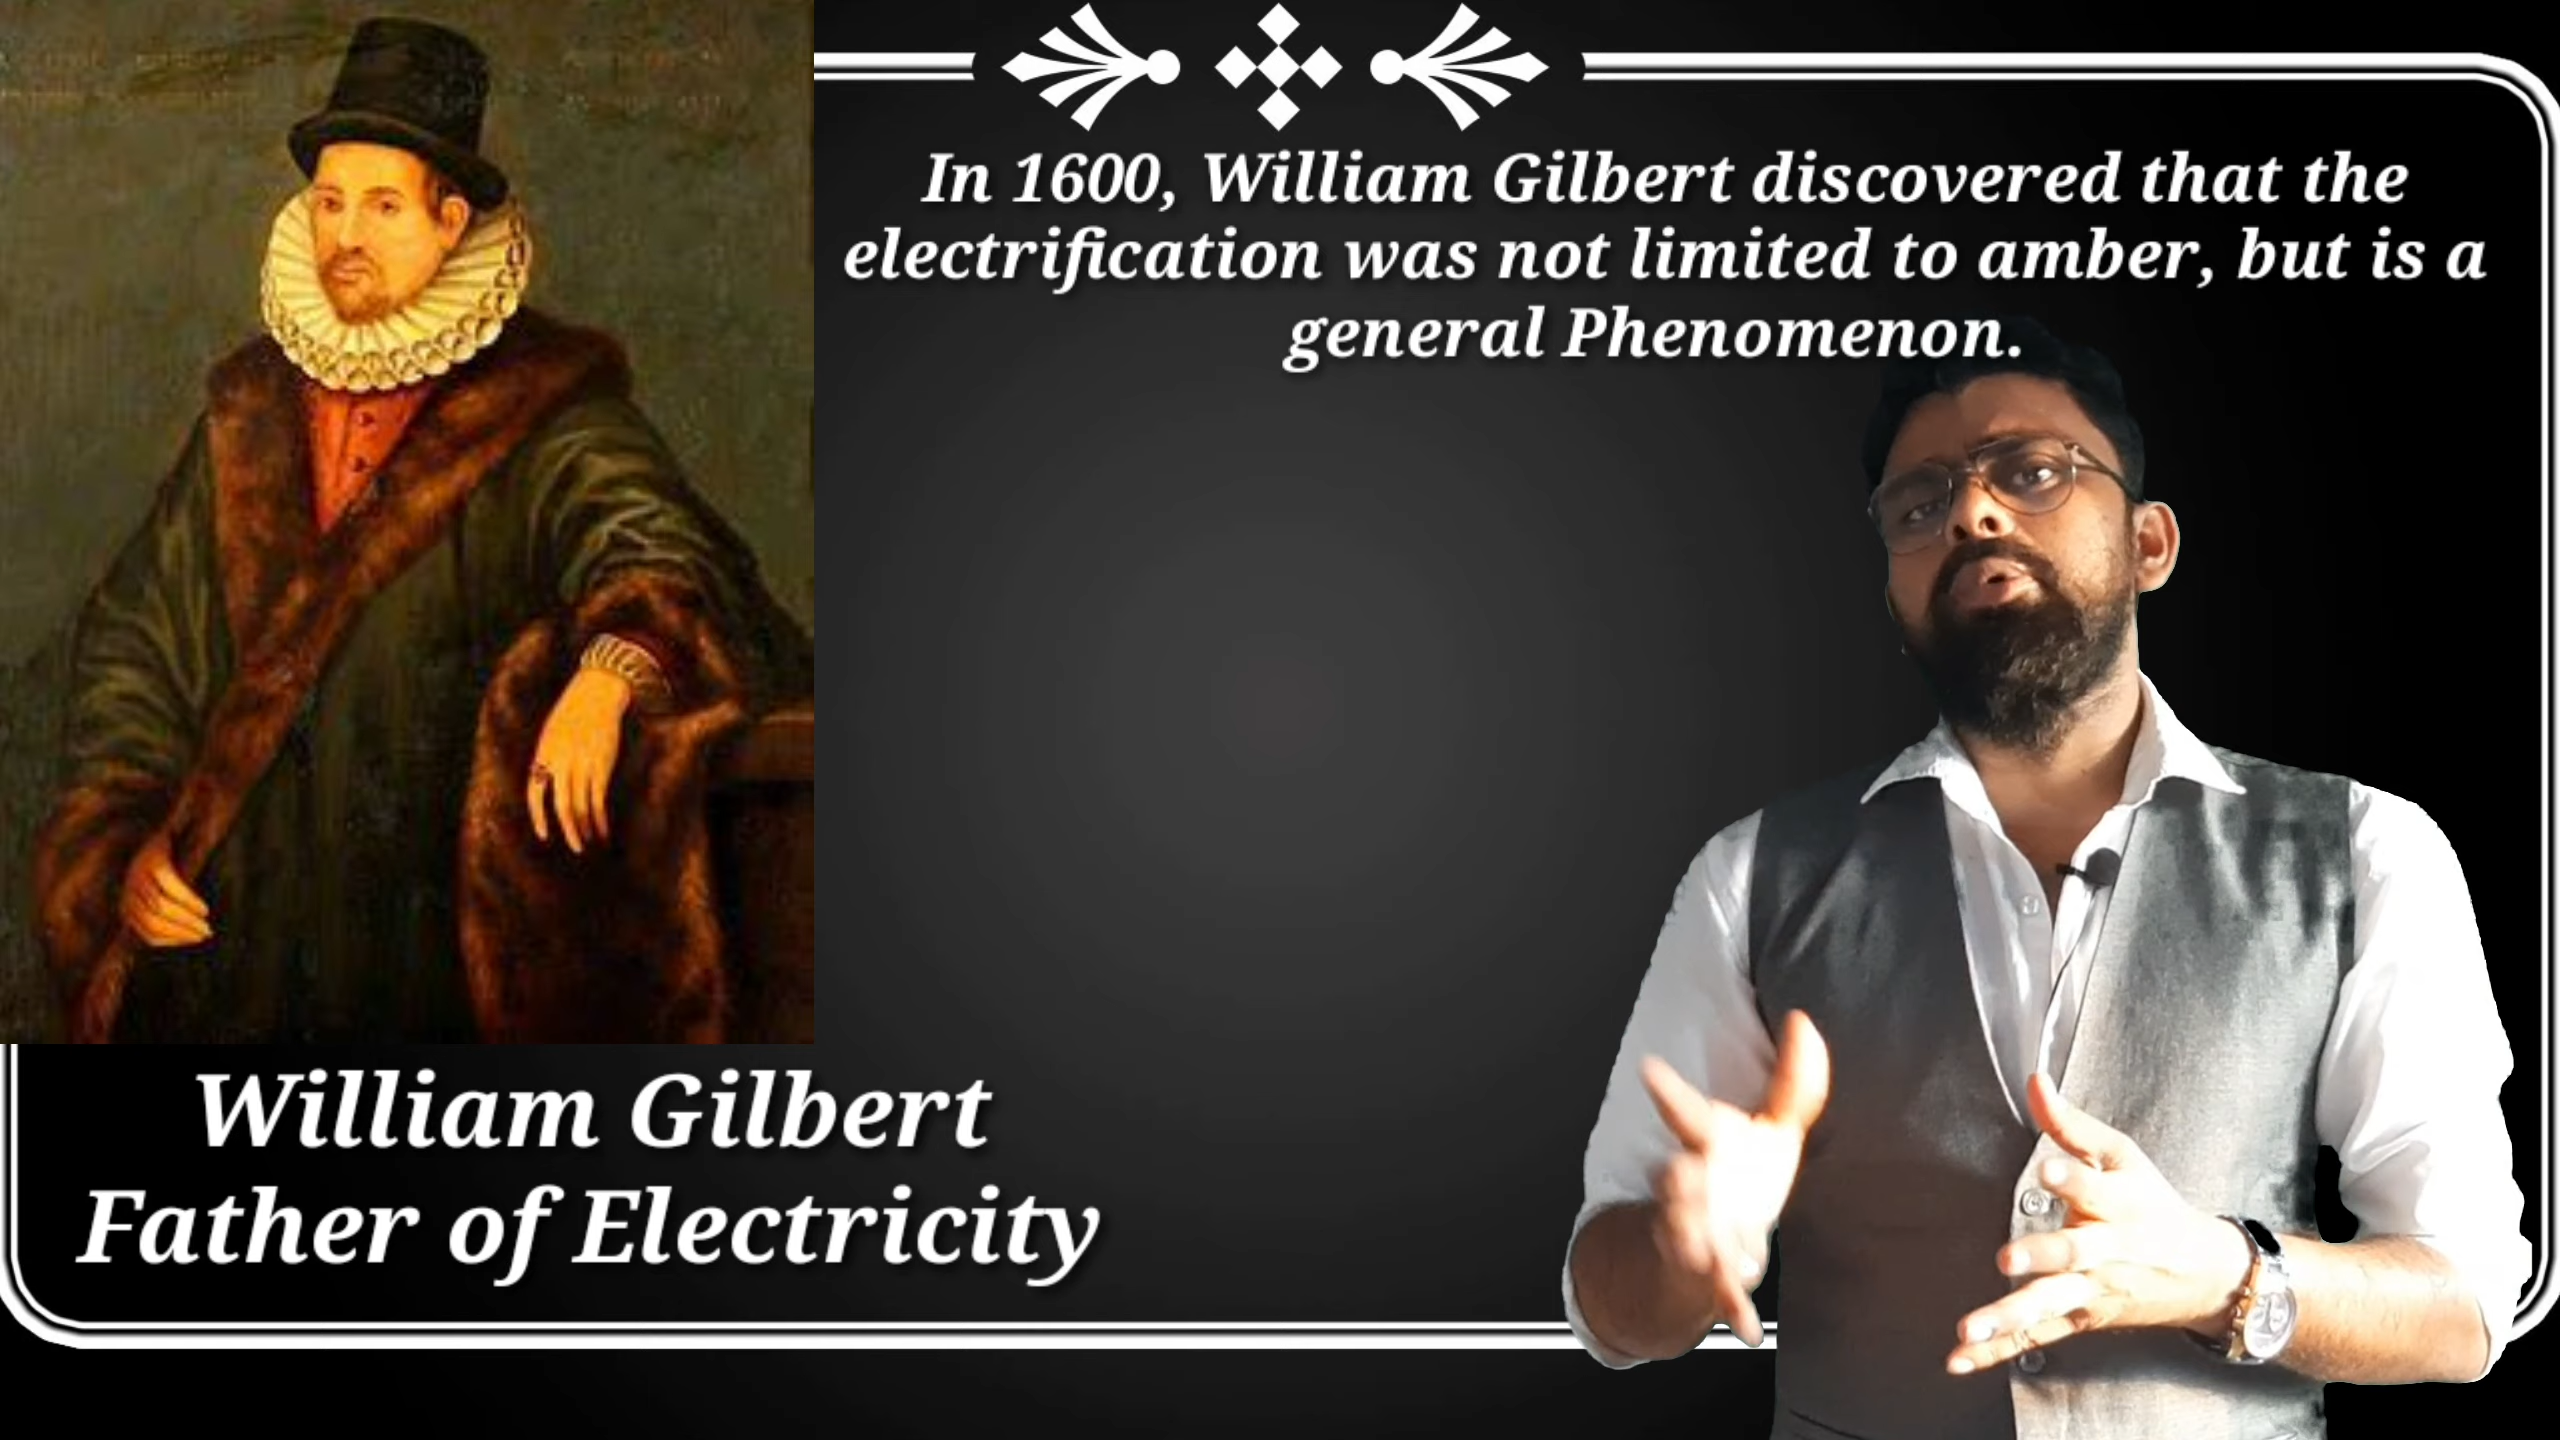 In 1600, William Gilbert discovered that the
electrification was not limited to amber, but is a
general Phenomenon.
William Gilbert
Father of Electricity